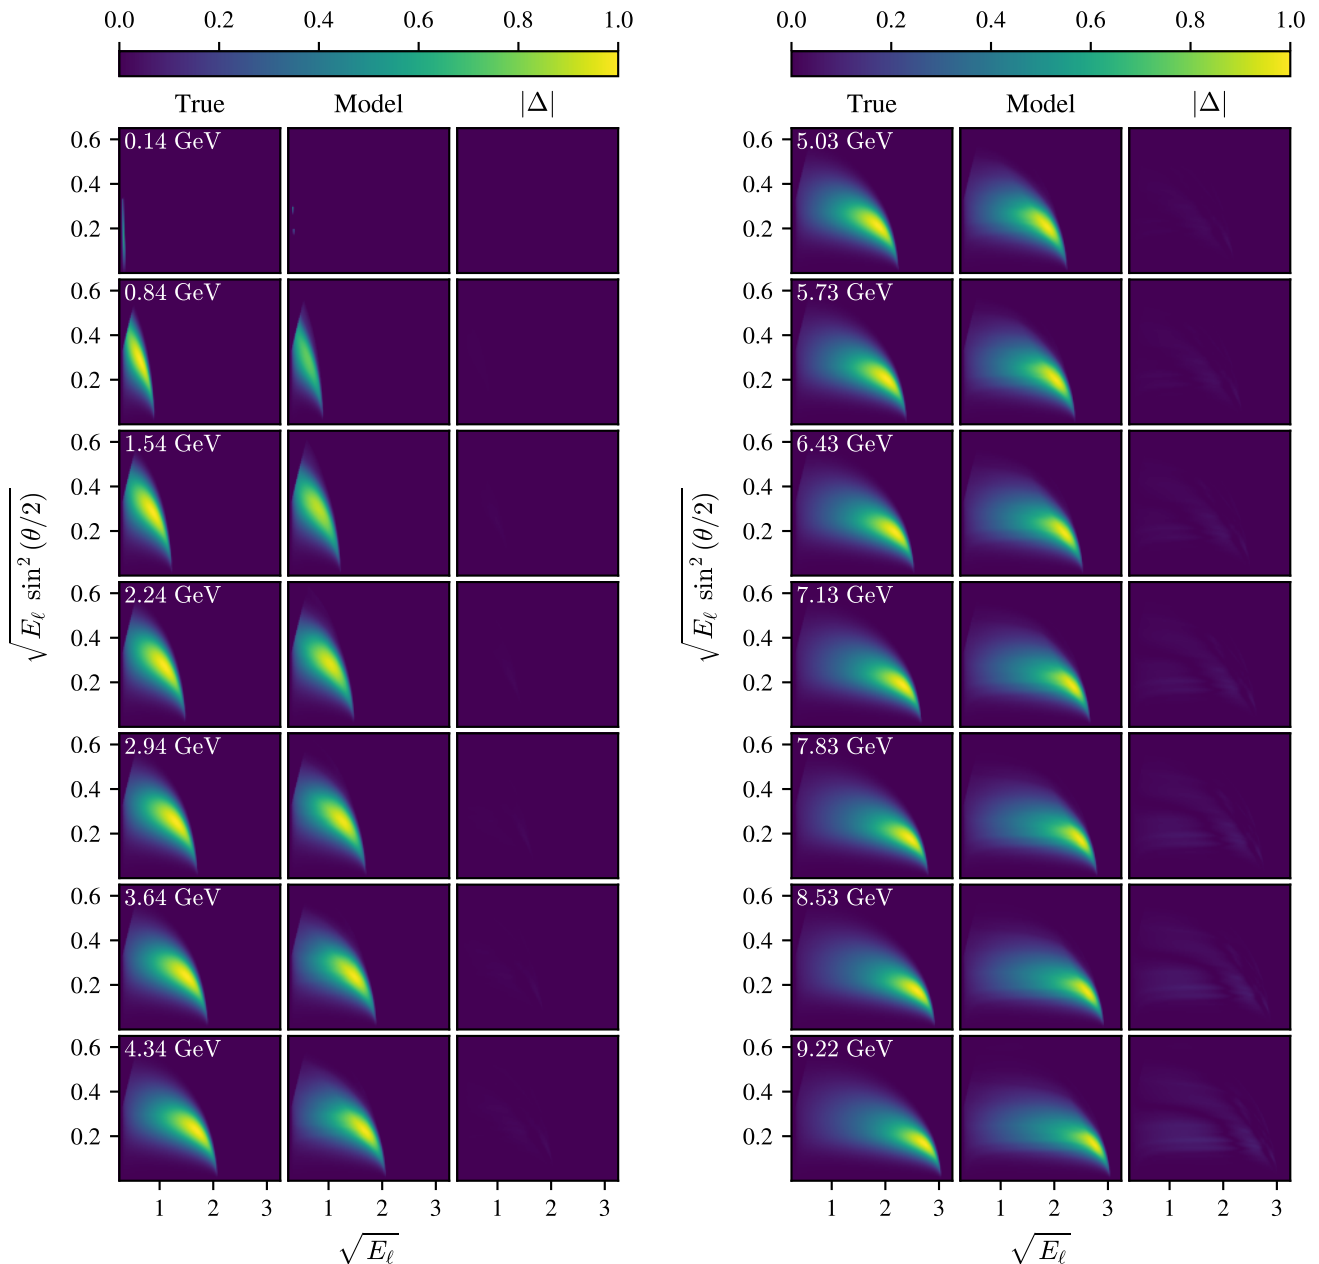 0.0 0.2 0.4 0.6 0.8 1.0
True Model |Δ|
0.14 GeV
0.6
0.4
0.2
0.84 GeV
0.6
0.4
0.2
1.54 GeV
0.6
0.4
0.2
2.24 GeV
0.6
0.4
0.2
2.94 GeV
0.6
0.4
0.2
3.64 GeV
0.6
0.4
0.2
4.34 GeV
0.6
0.4
0.2
1 2 3 1 2 3 1 2 3
√E_ℓ sin² (θ/2)
√E_ℓ
0.0 0.2 0.4 0.6 0.8 1.0
True Model |Δ|
5.03 GeV
0.6
0.4
0.2
5.73 GeV
0.6
0.4
0.2
6.43 GeV
0.6
0.4
0.2
7.13 GeV
0.6
0.4
0.2
7.83 GeV
0.6
0.4
0.2
8.53 GeV
0.6
0.4
0.2
9.22 GeV
0.6
0.4
0.2
1 2 3 1 2 3 1 2 3
√E_ℓ sin² (θ/2)
√E_ℓ